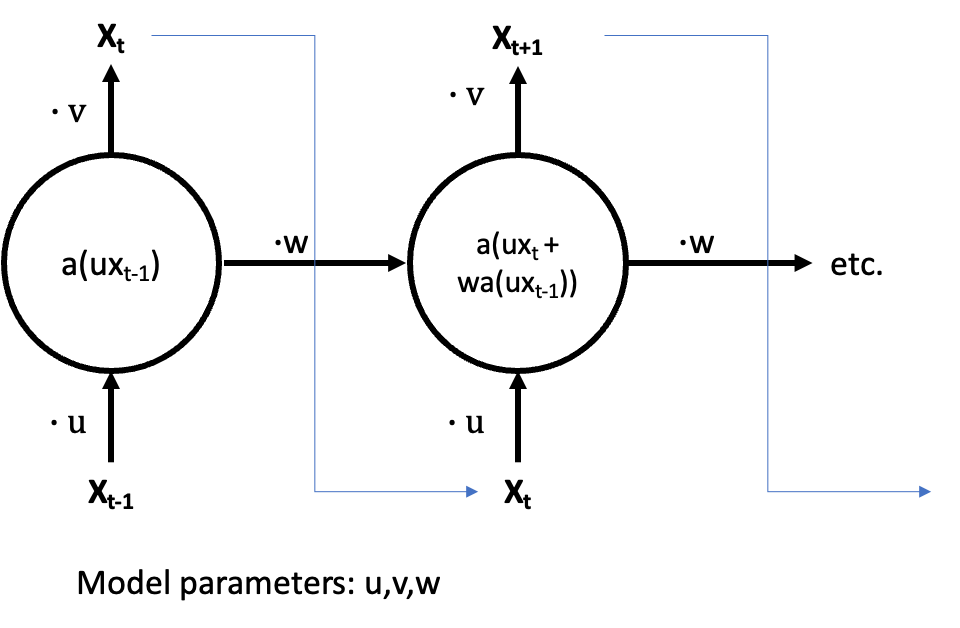 Xt
Xt+1
· v
· v
a(uxt-1)
·w
a(uxt +
wa(uxt-1))
·w
etc.
· u
· u
Xt-1
Xt
Model parameters: u,v,w